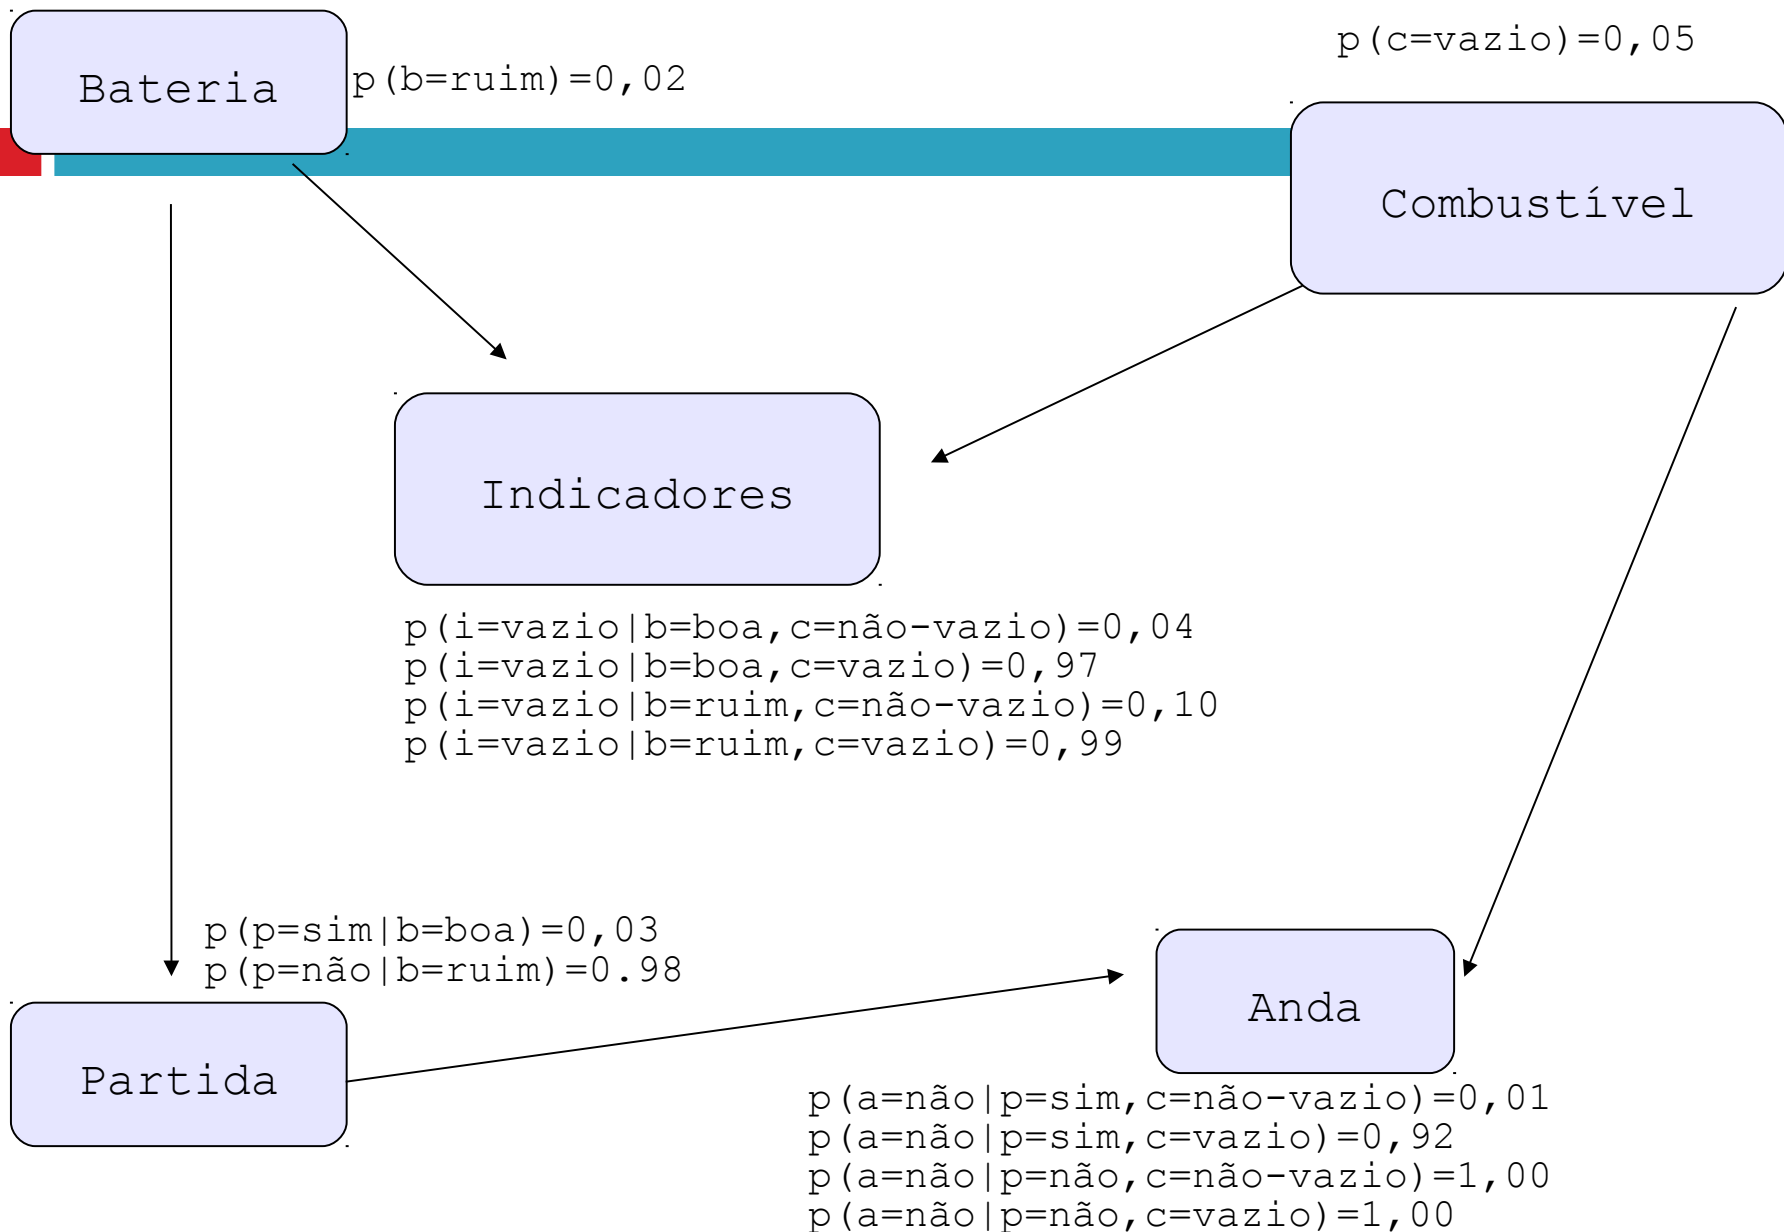 Bateria
p(b=ruim)=0,02
p(c=vazio)=0,05
Combustível
Indicadores
p(i=vazio|b=boa,c=não-vazio)=0,04
p(i=vazio|b=boa,c=vazio)=0,97
p(i=vazio|b=ruim,c=não-vazio)=0,10
p(i=vazio|b=ruim,c=vazio)=0,99
p(p=sim|b=boa)=0,03
p(p=não|b=ruim)=0.98
Partida
Anda
p(a=não|p=sim,c=não-vazio)=0,01
p(a=não|p=sim,c=vazio)=0,92
p(a=não|p=não,c=não-vazio)=1,00
p(a=não|p=não,c=vazio)=1,00